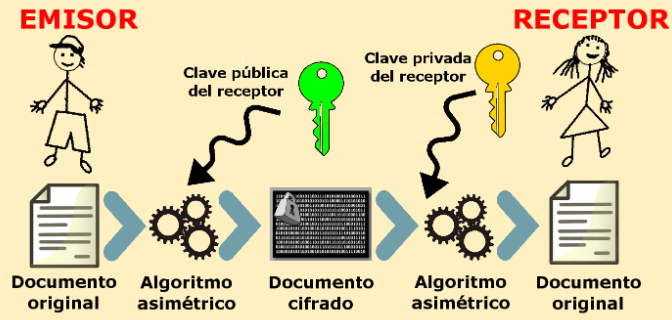 EMISOR
RECEPTOR
Clave pública
del receptor
Clave privada
del receptor
Documento
original
Algoritmo
asimétrico
Documento
cifrado
Algoritmo
asimétrico
Documento
original